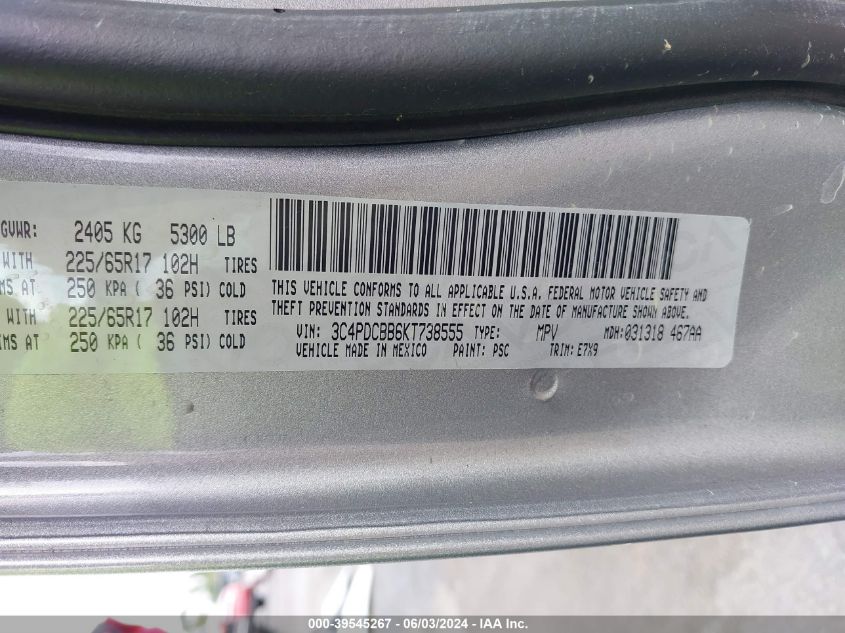 GVWR: 2405 KG 5300 LB
WITH 225/65R17 102H TIRES
MS AT 250 KPA ( 36 PSI) COLD
WITH 225/65R17 102H TIRES
MS AT 250 KPA ( 36 PSI) COLD
THIS VEHICLE CONFORMS TO ALL APPLICABLE U.S.A. FEDERAL MOTOR VEHICLE SAFETY AND
THEFT PREVENTION STANDARDS IN EFFECT ON THE DATE OF MANUFACTURE SHOWN ABOVE.
VIN: 3C4PDCBB6KT738555 TYPE: MPV MDH: 031318 467AA
VEHICLE MADE IN MEXICO PAINT: PSC TRIM: E7X9
000-39545267 - 06/03/2024 - IAA Inc.